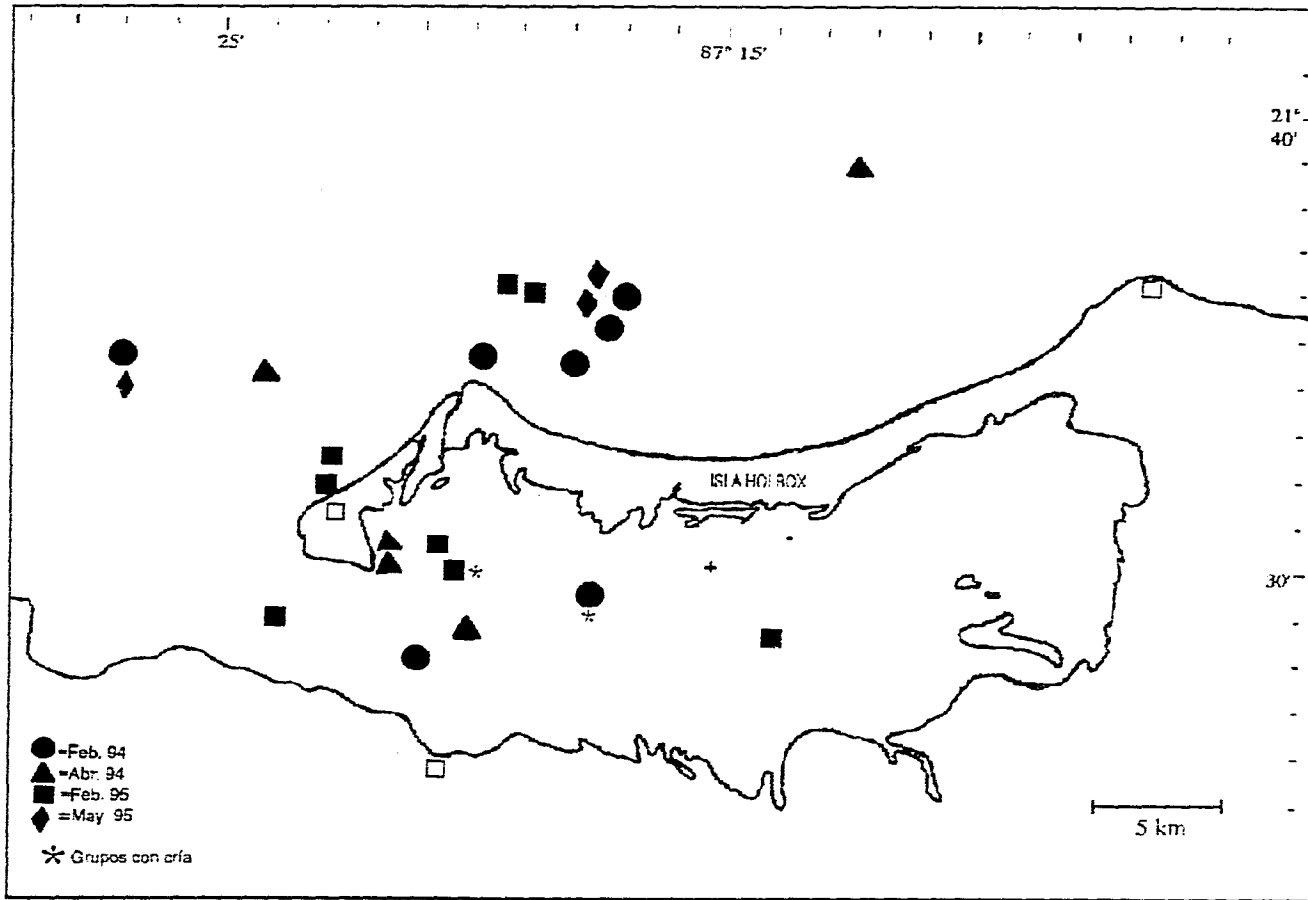 25'
87° 15'
21°
40'
ISLA HOLBOX
30'
=Feb. 94
=Abr. 94
=Feb. 95
=May 95
Grupos con cría
5 km